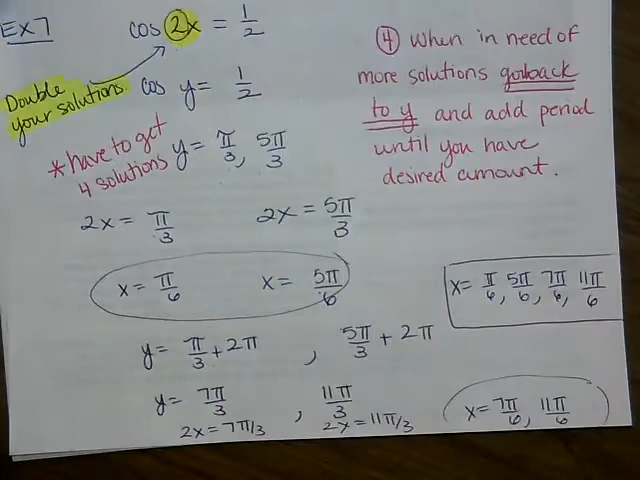 EX7 cos 2x = 1/2
Double your solutions.
cos y = 1/2
*have to get 4 solutions
y = π/3, 5π/3
④ When in need of
more solutions go back
to y and add period
until you have
desired amount.
2x = π/3 2x = 5π/3
x = π/6 x = 5π/6
x = π/6, 5π/6, 7π/6, 11π/6
y = π/3 + 2π , 5π/3 + 2π
y = 7π/3 , 11π/3
2x = 7π/3 2x = 11π/3
x = 7π/6, 11π/6